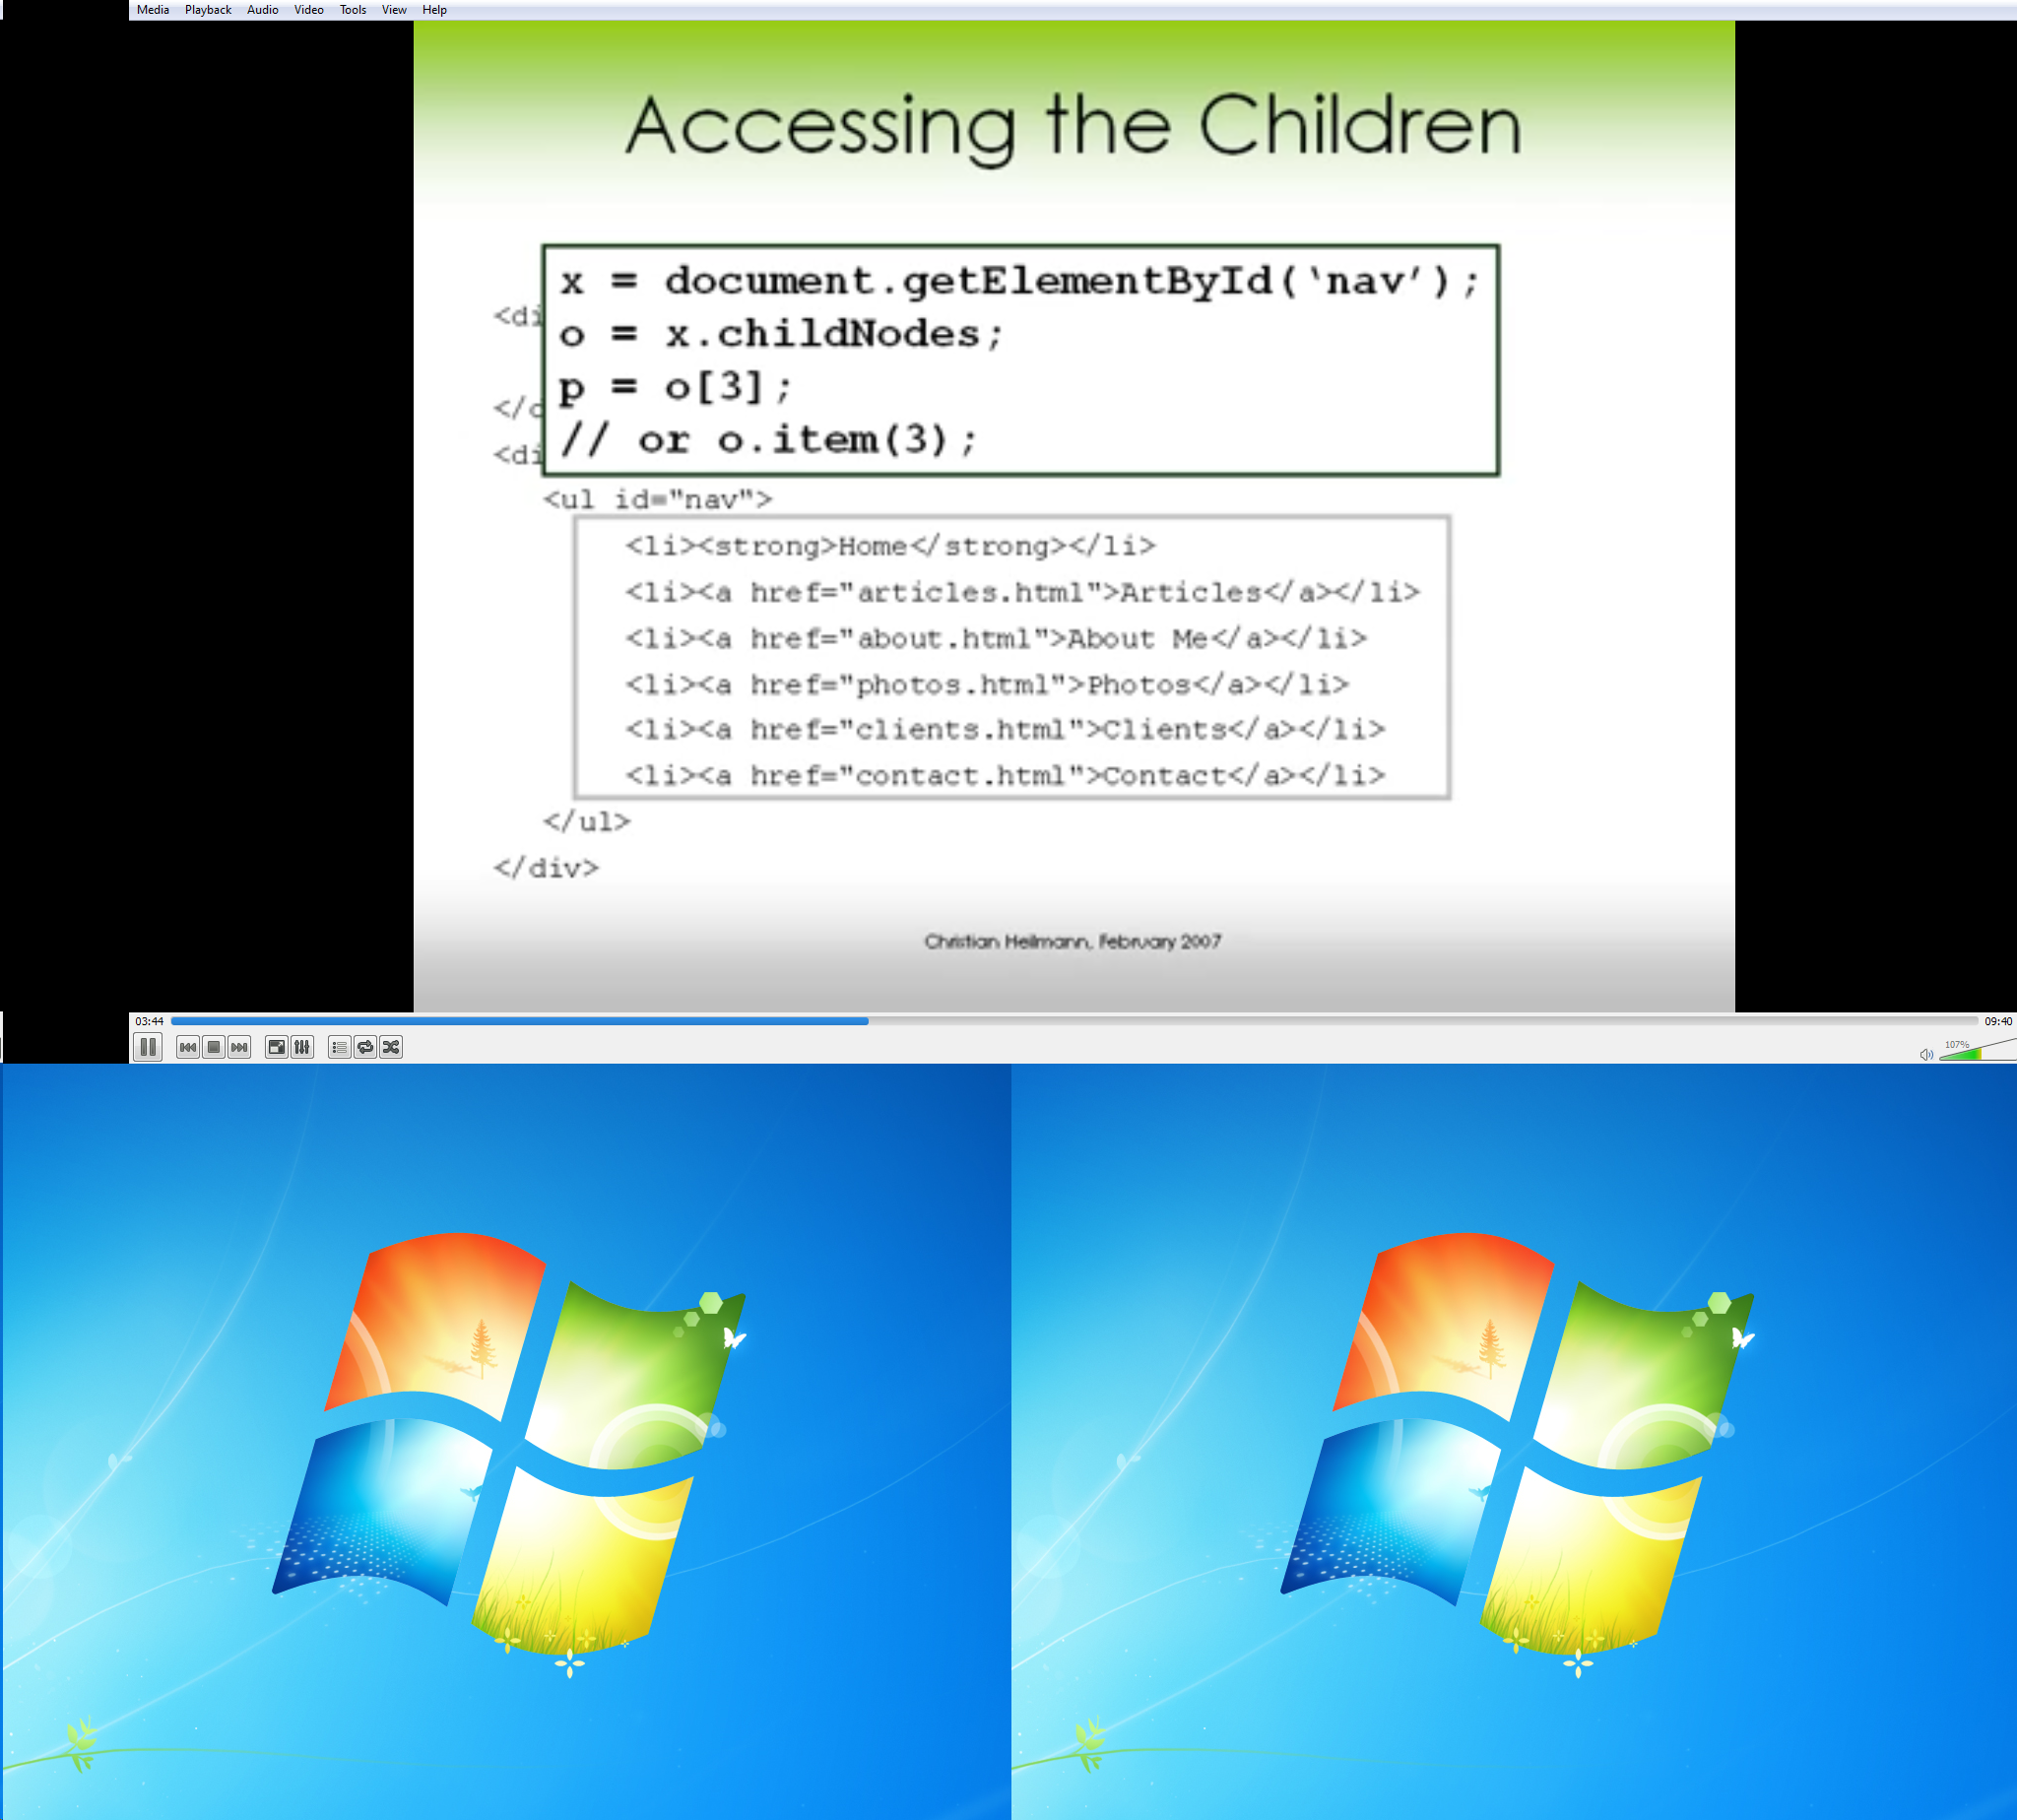 Media Playback Audio Video Tools View Help
Accessing the Children
x = document.getElementById(‘nav’);
<di
o = x.childNodes;
p = o[3];
</
// or o.item(3);
<di
<ul id="nav">
<li><strong>Home</strong></li>
<li><a href="articles.html">Articles</a></li>
<li><a href="about.html">About Me</a></li>
<li><a href="photos.html">Photos</a></li>
<li><a href="clients.html">Clients</a></li>
<li><a href="contact.html">Contact</a></li>
</ul>
</div>
Christian Heilmann, February 2007
03:44 09:40
107%